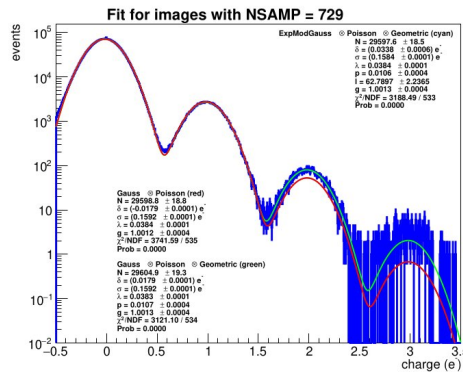 Fit for images with NSAMP = 729
events
ExpModGauss ⊗ Poisson ⊗ Geometric (cyan)
N = 29597.6 ± 18.5
δ = (0.0338 ± 0.0006) e⁻
σ = (0.1584 ± 0.0001) e⁻
λ = 0.0384 ± 0.0001
p = 0.0106 ± 0.0004
l = 62.7897 ± 2.2365
g = 1.0013 ± 0.0004
χ²/NDF = 3188.49 / 533
Prob = 0.0000
Gauss ⊗ Poisson (red)
N = 29598.8 ± 18.8
δ = (-0.0179 ± 0.0001) e⁻
σ = (0.1592 ± 0.0001) e⁻
λ = 0.0384 ± 0.0001
g = 1.0012 ± 0.0004
χ²/NDF = 3741.59 / 535
Prob = 0.0000
Gauss ⊗ Poisson ⊗ Geometric (green)
N = 29604.9 ± 19.3
δ = (0.0179 ± 0.0001) e⁻
σ = (0.1592 ± 0.0001) e⁻
λ = 0.0383 ± 0.0001
p = 0.0107 ± 0.0004
g = 1.0013 ± 0.0004
χ²/NDF = 3121.10 / 534
Prob = 0.0000
10⁵
10⁴
10³
10²
10
1
10⁻¹
10⁻²
−0.5 0 0.5 1 1.5 2 2.5 3 3.
charge (e⁻)